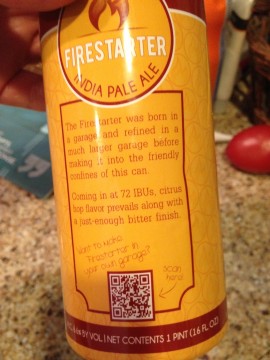 FIRESTARTER
INDIA PALE ALE
The Firestarter was born in
a garage and refined in a
much larger garage before
making it into the friendly
confines of this can.
Coming in at 72 IBUs, citrus
hop flavor prevails along with
a just-enough bitter finish.
want to make
Firestarter in
your own garage?
scan
here!
BY VOL | NET CONTENTS 1 PINT (16 FL OZ)